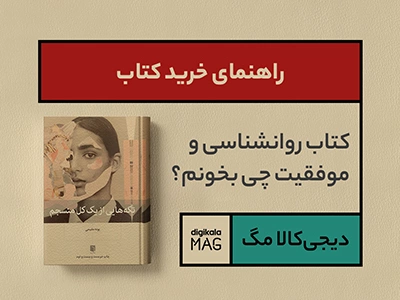 راهنمای خرید کتاب
کتاب روانشناسی و
موفقیت چی بخونم؟
دیجی‌کالا مگ
digikala
MAG
تکه‌هایی از یک کل منسجم